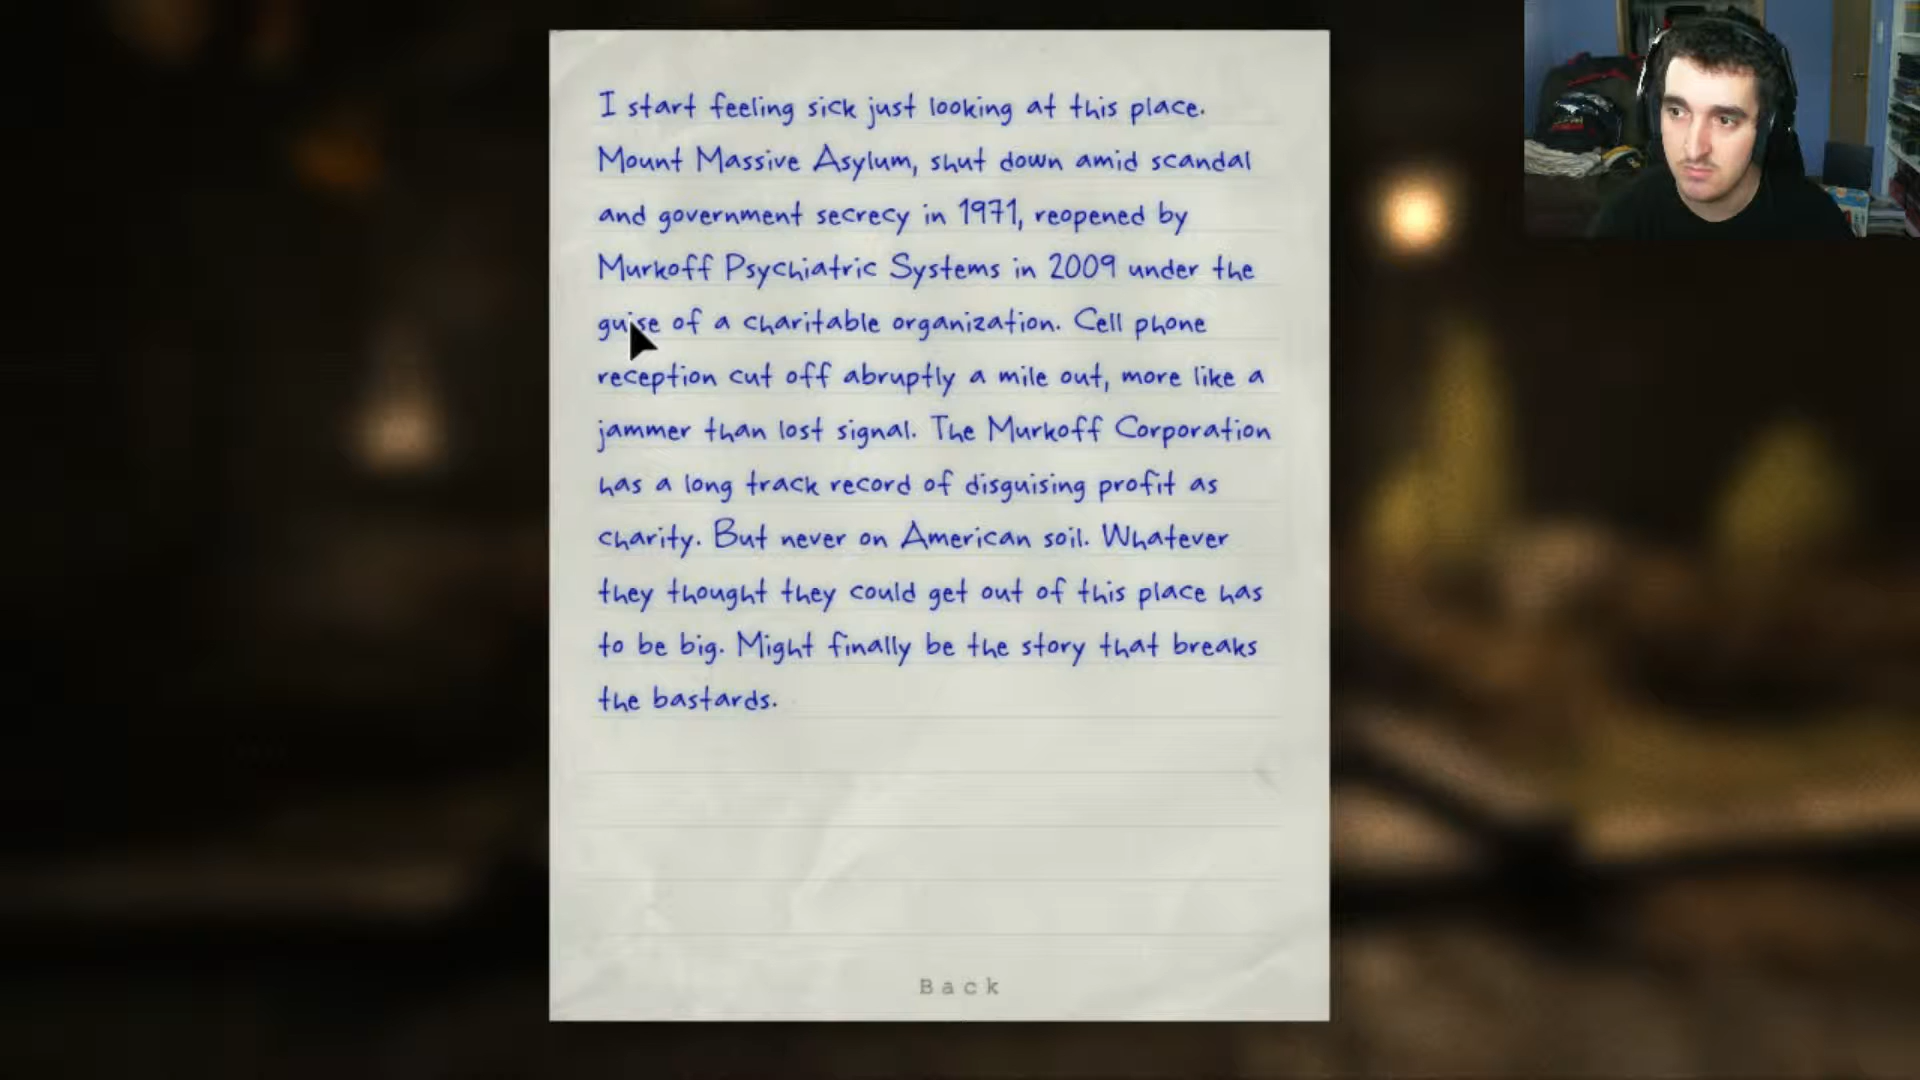 I start feeling sick just looking at this place.
Mount Massive Asylum, shut down amid scandal
and government secrecy in 1971, reopened by
Murkoff Psychiatric Systems in 2009 under the
guise of a charitable organization. Cell phone
reception cut off abruptly a mile out, more like a
jammer than lost signal. The Murkoff Corporation
has a long track record of disguising profit as
charity. But never on American soil. Whatever
they thought they could get out of this place has
to be big. Might finally be the story that breaks
the bastards.
Back